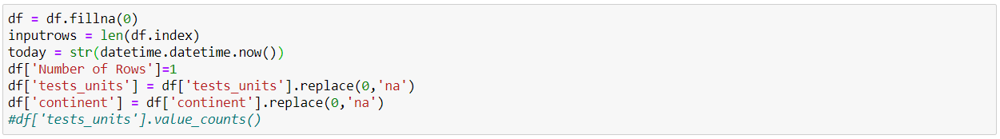 df = df.fillna(0)
inputrows = len(df.index)
today = str(datetime.datetime.now())
df['Number of Rows']=1
df['tests_units'] = df['tests_units'].replace(0,'na')
df['continent'] = df['continent'].replace(0,'na')
#df['tests_units'].value_counts()